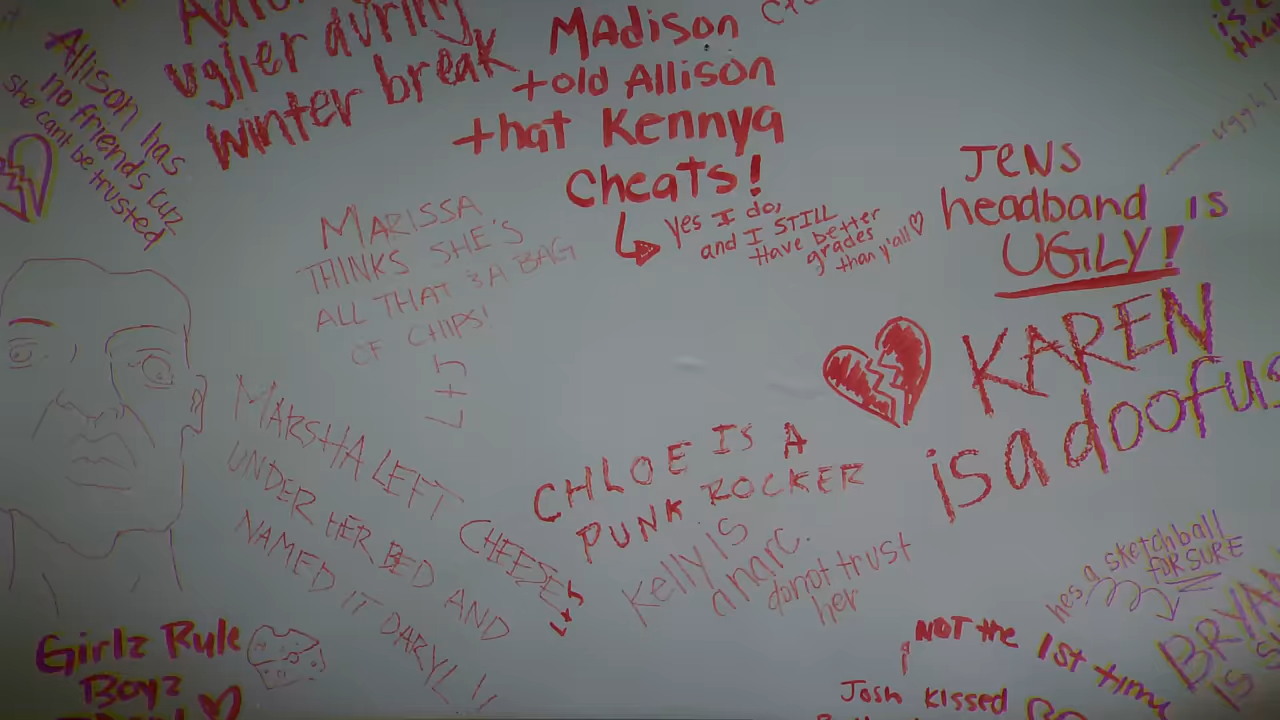 uglier during
winter break
Allison has
no friends cuz
she cant be trusted
Madison
told Allison
that Kennya
Cheats!
yes I do,
and I STILL
Have better
grades
than y'all
JENS
headband is
UGLY!
MARISSA
THINKS SHE'S
ALL THAT & A BAG
OF CHIPS!
L+S
KAREN
is a doofus
MARSHA LEFT CHEESE
UNDER HER BED AND
NAMED IT DARYL!!
L+S
CHLOE IS A
PUNK ROCKER
Kelly is
a narc.
do not trust
her
hes a sketchball
FOR SURE
NOT the 1st time
Josh kissed
Girlz Rule
Boyz